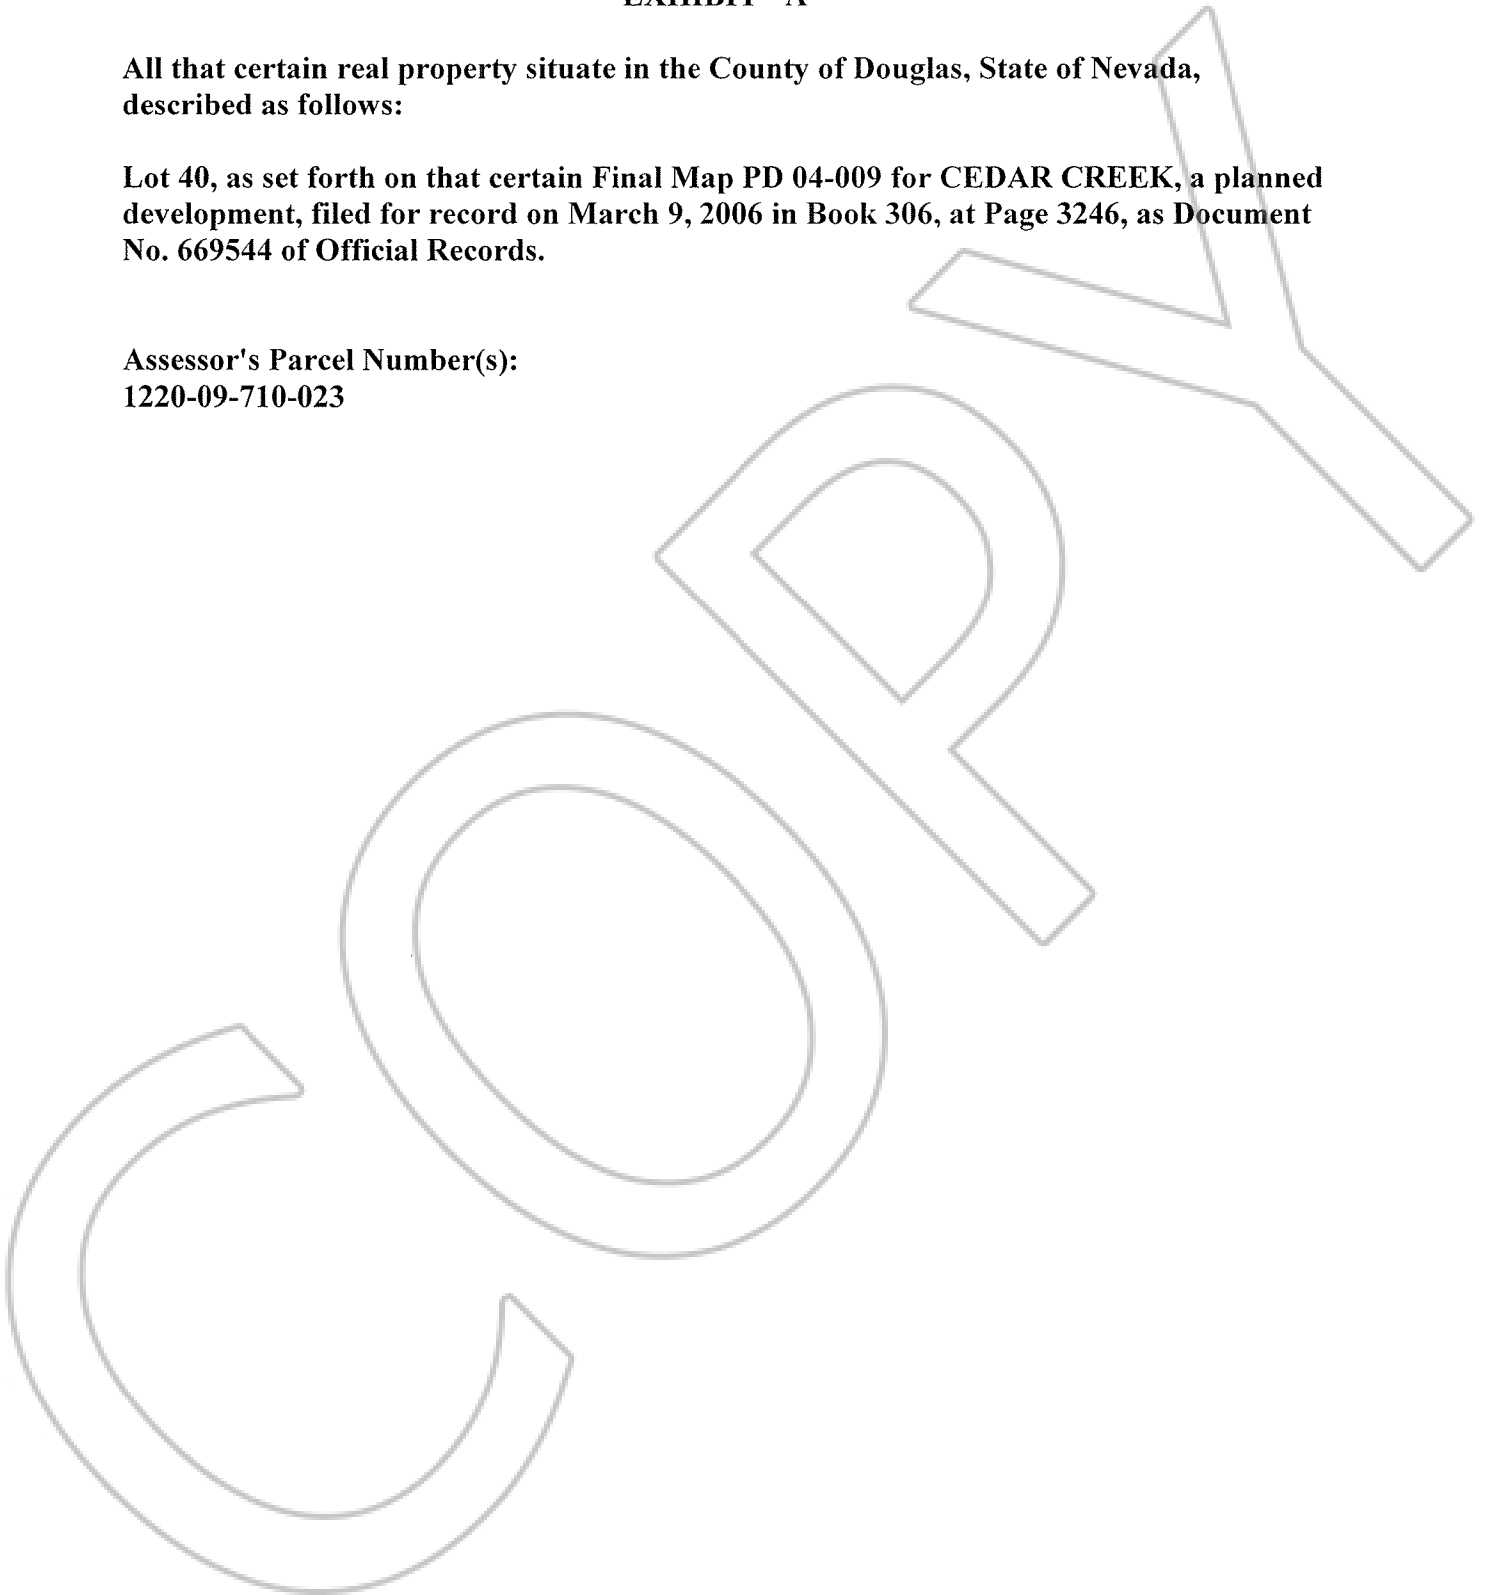 EXHIBIT "A"
All that certain real property situate in the County of Douglas, State of Nevada,
described as follows:
Lot 40, as set forth on that certain Final Map PD 04-009 for CEDAR CREEK, a planned
development, filed for record on March 9, 2006 in Book 306, at Page 3246, as Document
No. 669544 of Official Records.
Assessor's Parcel Number(s):
1220-09-710-023
COPY